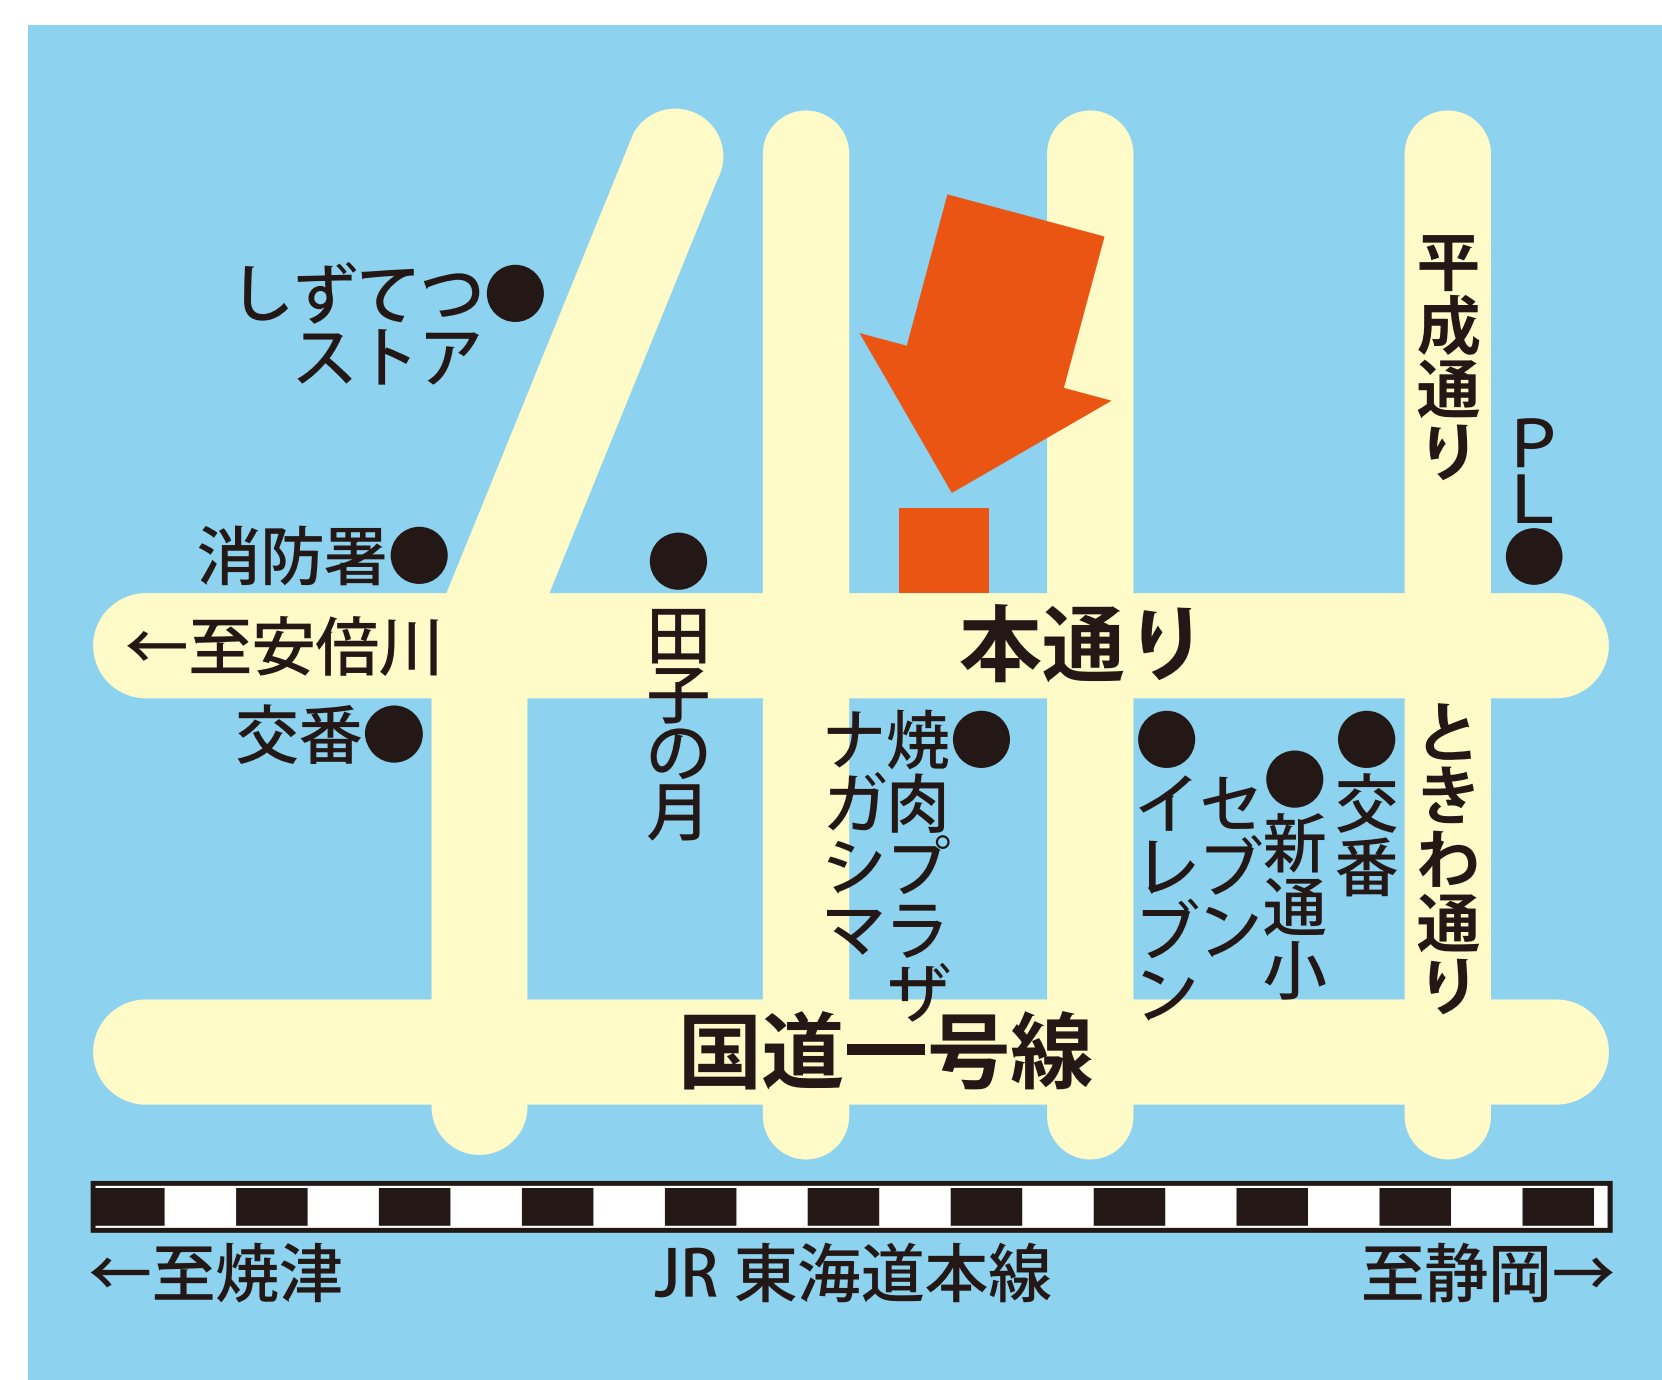 しずてつ
ストア
平成通り
PL
消防署
←至安倍川
田子の月
本通り
交番
焼肉プラザ
ナガシマ
セブン
イレブン
新通小
交番
ときわ通り
国道一号線
←至焼津
JR 東海道本線
至静岡→